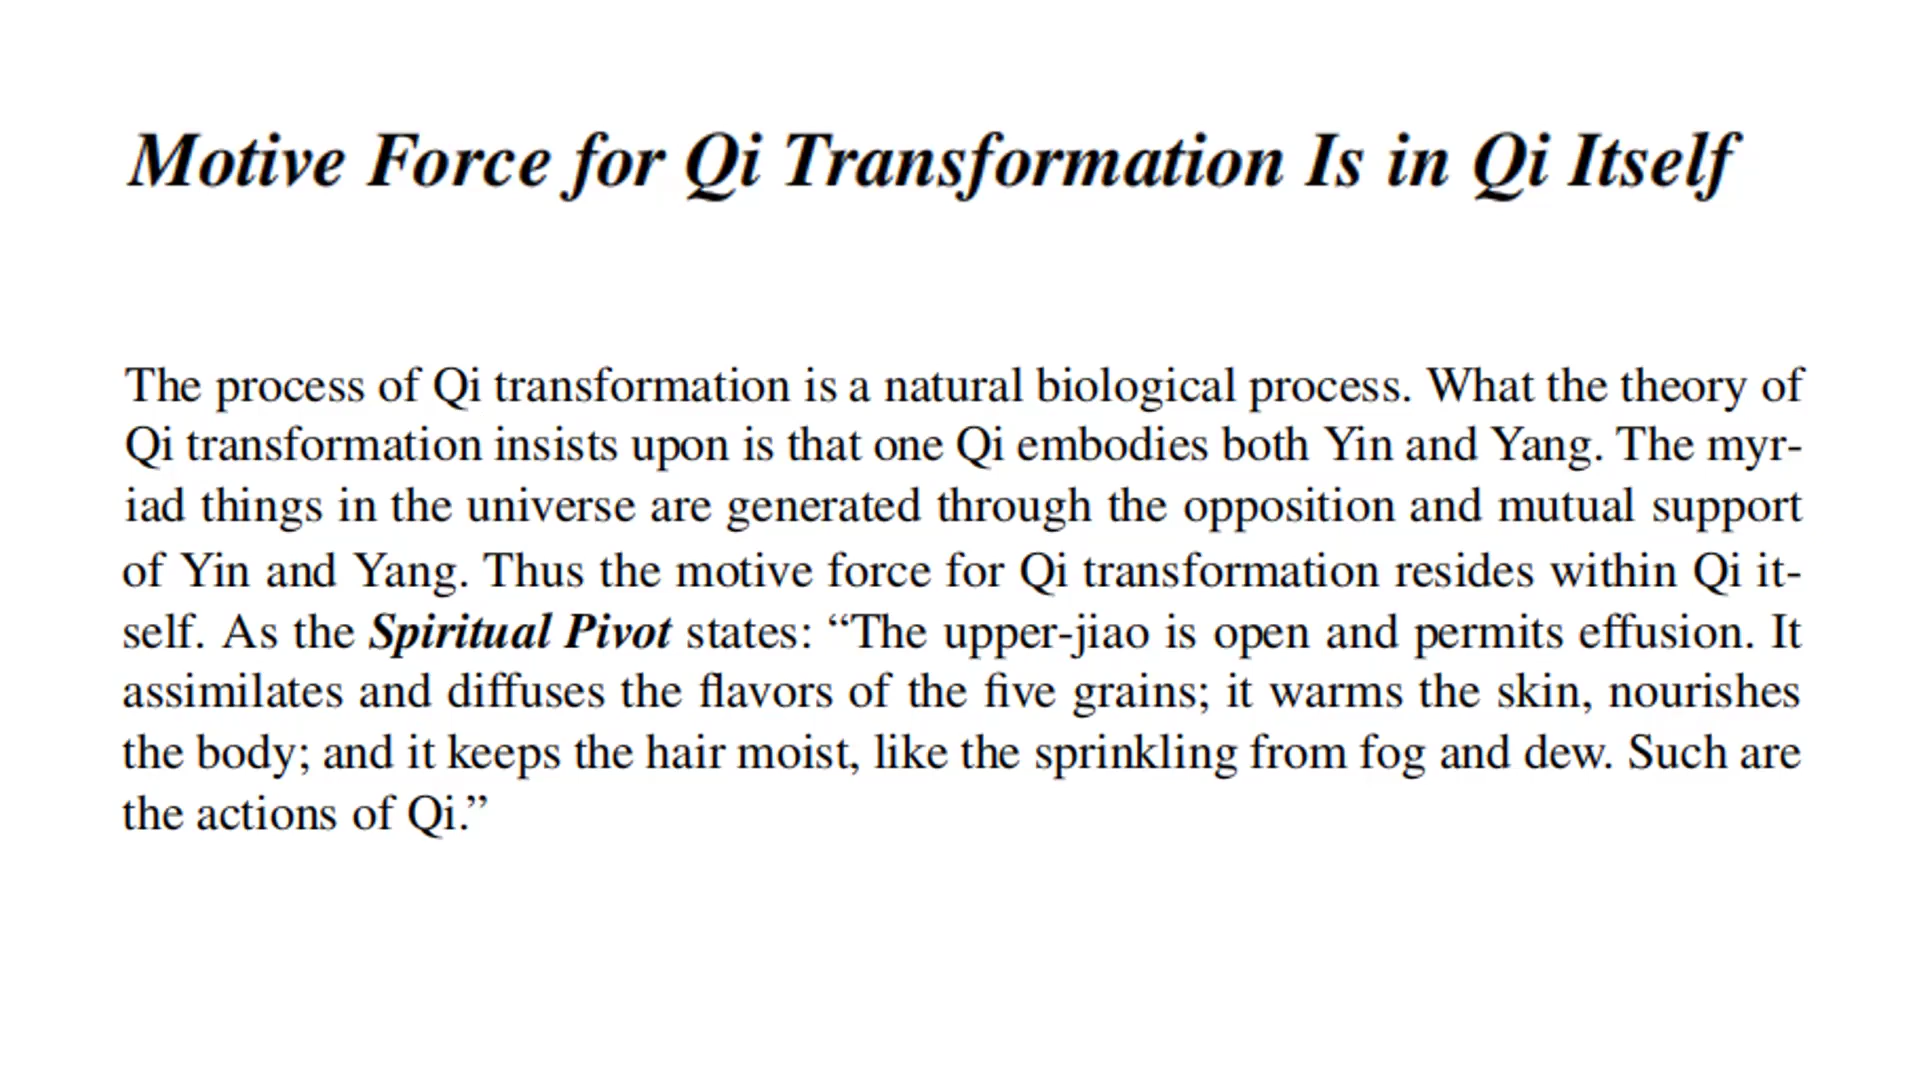 Motive Force for Qi Transformation Is in Qi Itself
The process of Qi transformation is a natural biological process. What the theory of
Qi transformation insists upon is that one Qi embodies both Yin and Yang. The myr-
iad things in the universe are generated through the opposition and mutual support
of Yin and Yang. Thus the motive force for Qi transformation resides within Qi it-
self. As the Spiritual Pivot states: “The upper-jiao is open and permits effusion. It
assimilates and diffuses the flavors of the five grains; it warms the skin, nourishes
the body; and it keeps the hair moist, like the sprinkling from fog and dew. Such are
the actions of Qi.”